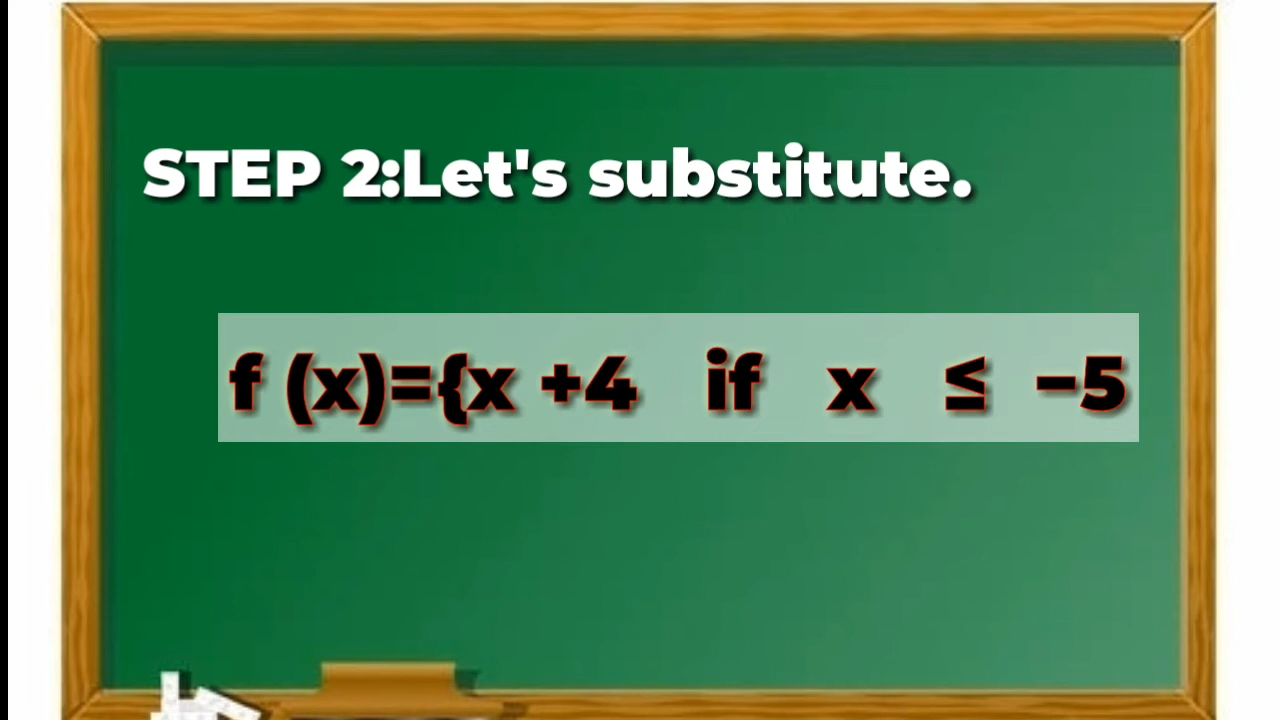 STEP 2:Let's substitute.
f (x)={x +4 if x ≤ −5